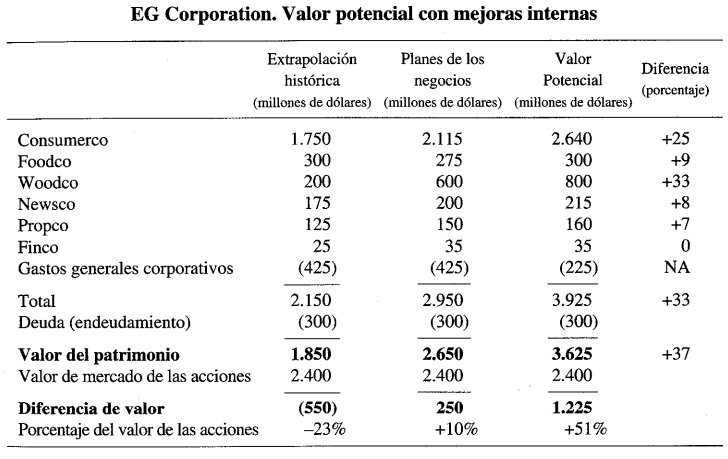 EG Corporation. Valor potencial con mejoras internas
Extrapolación histórica (millones de dólares) Planes de los negocios (millones de dólares) Valor Potencial (millones de dólares) Diferencia (porcentaje)
Consumerco 1.750 2.115 2.640 +25
Foodco 300 275 300 +9
Woodco 200 600 800 +33
Newsco 175 200 215 +8
Propco 125 150 160 +7
Finco 25 35 35 0
Gastos generales corporativos (425) (425) (225) NA
Total 2.150 2.950 3.925 +33
Deuda (endeudamiento) (300) (300) (300)
Valor del patrimonio 1.850 2.650 3.625 +37
Valor de mercado de las acciones 2.400 2.400 2.400
Diferencia de valor (550) 250 1.225
Porcentaje del valor de las acciones –23% +10% +51%